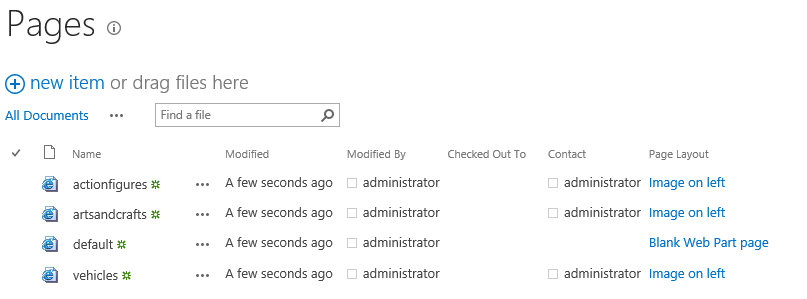 Pages
new item or drag files here
All Documents ... Find a file
Name Modified Modified By Checked Out To Contact Page Layout
actionfigures ... A few seconds ago administrator administrator Image on left
artsandcrafts ... A few seconds ago administrator administrator Image on left
default ... A few seconds ago administrator Blank Web Part page
vehicles ... A few seconds ago administrator administrator Image on left